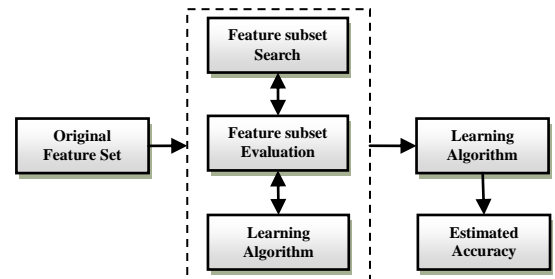 Feature subset
Search
Original
Feature Set
Feature subset
Evaluation
Learning
Algorithm
Learning
Algorithm
Estimated
Accuracy